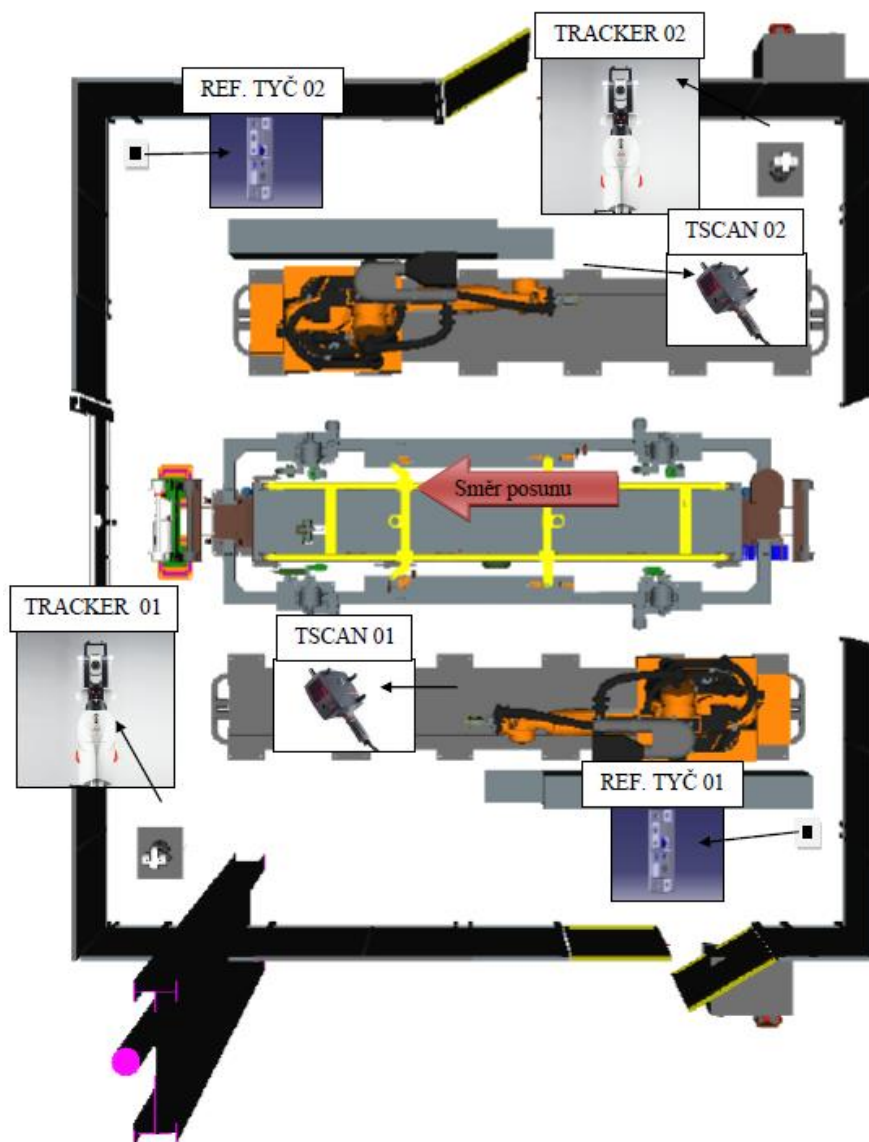 TRACKER 02
REF. TYČ 02
TSCAN 02
Směr posunu
TRACKER 01
TSCAN 01
REF. TYČ 01